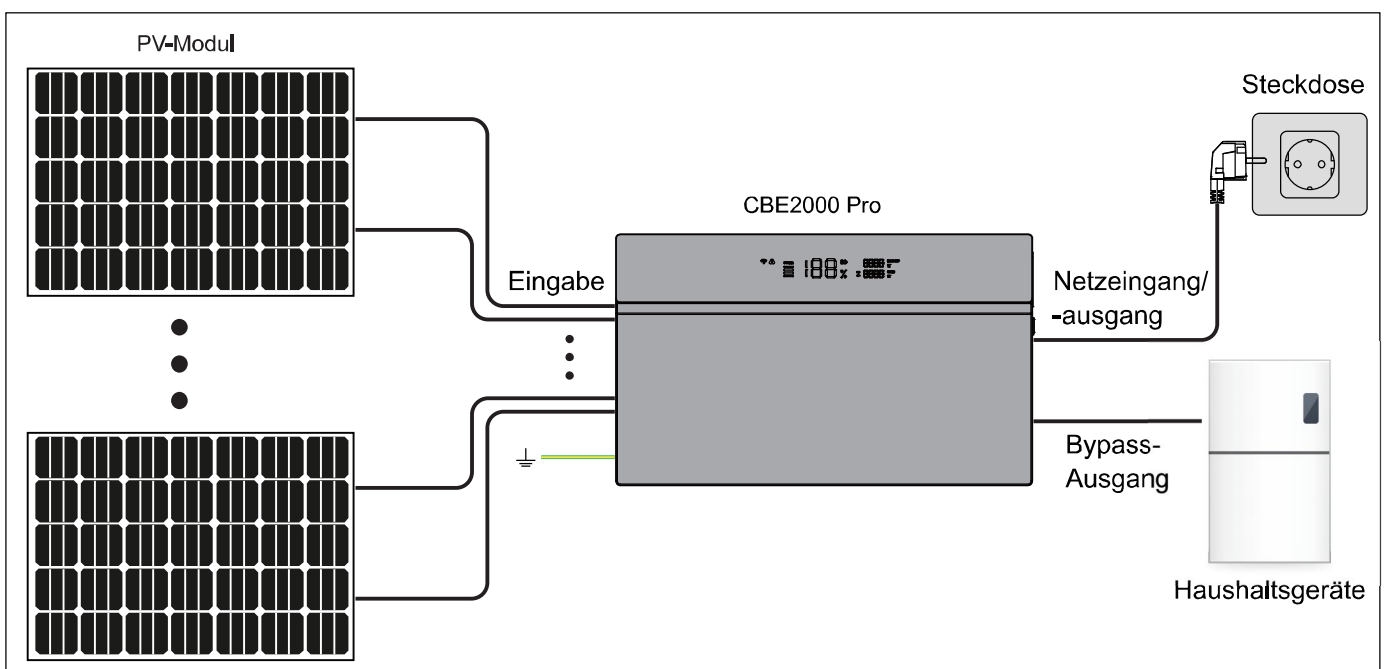 PV-Modul
Steckdose
CBE2000 Pro
Eingabe
Netzeingang/
-ausgang
Bypass-
Ausgang
Haushaltsgeräte